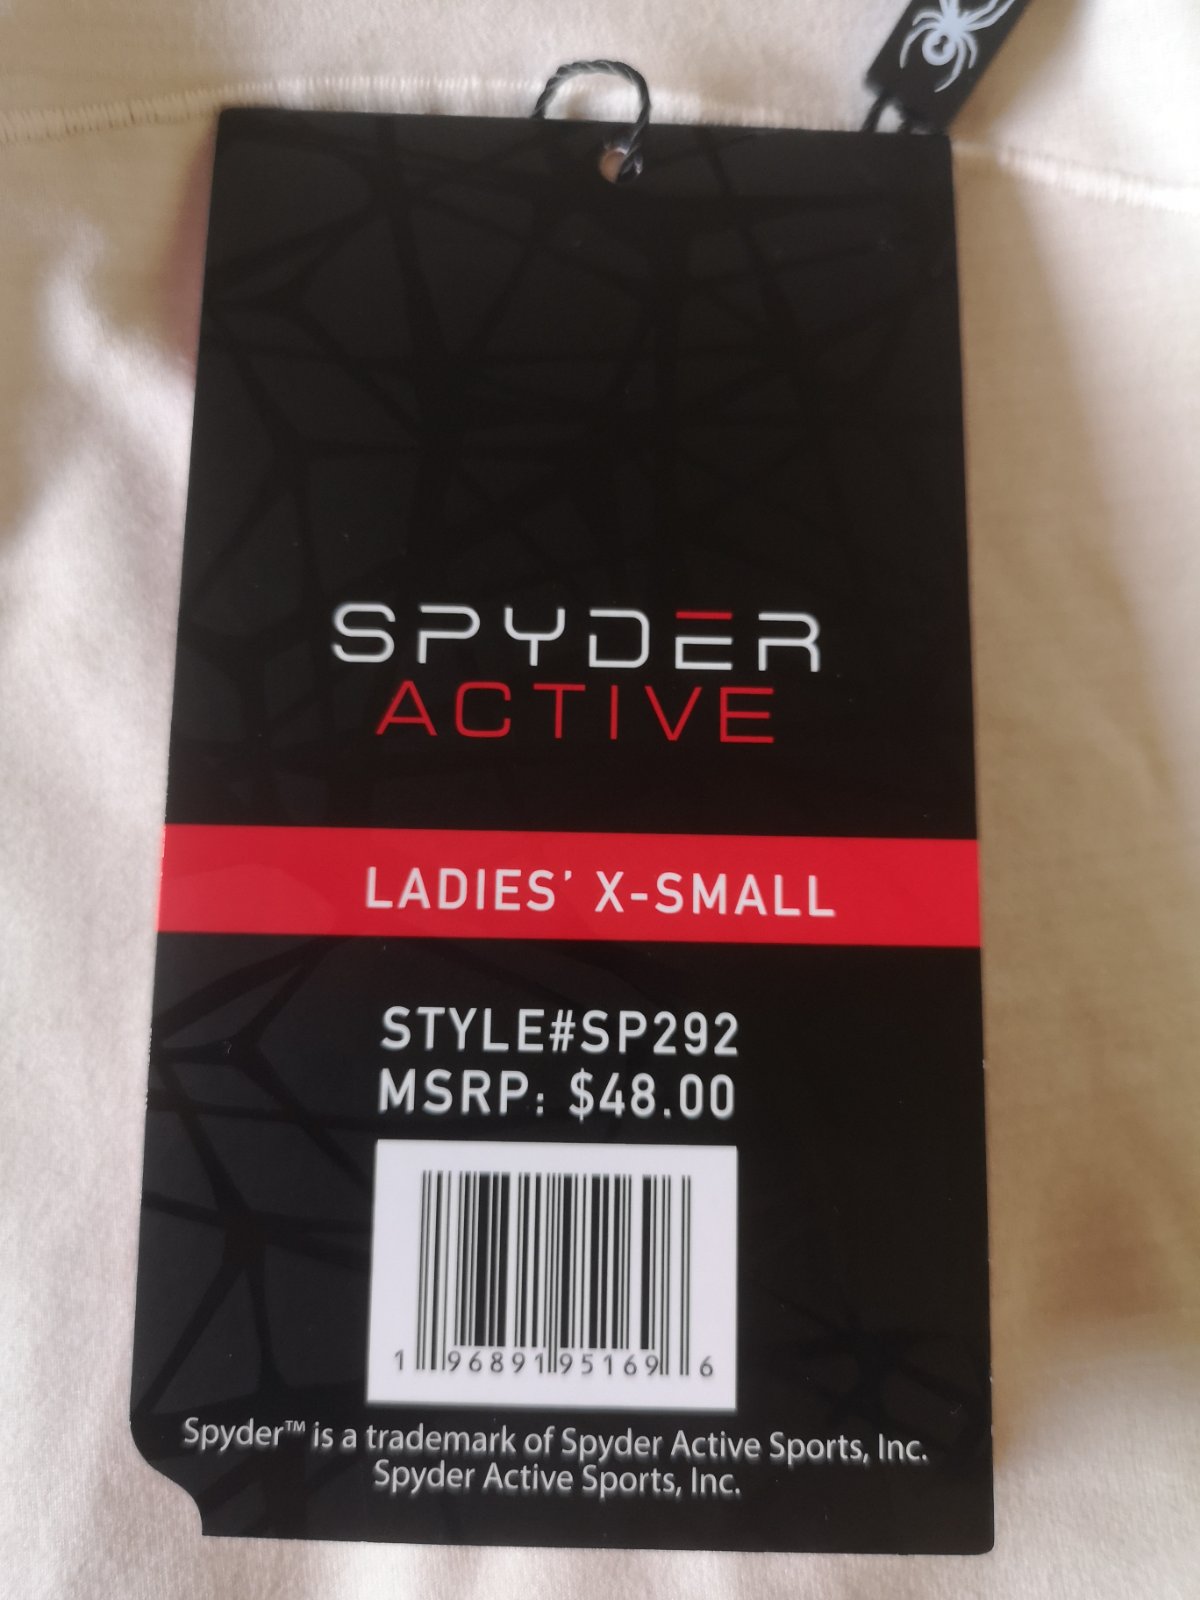 SPYDER
ACTIVE
LADIES' X-SMALL
STYLE#SP292
MSRP: $48.00
1 96891 95169 6
Spyder™ is a trademark of Spyder Active Sports, Inc.
Spyder Active Sports, Inc.